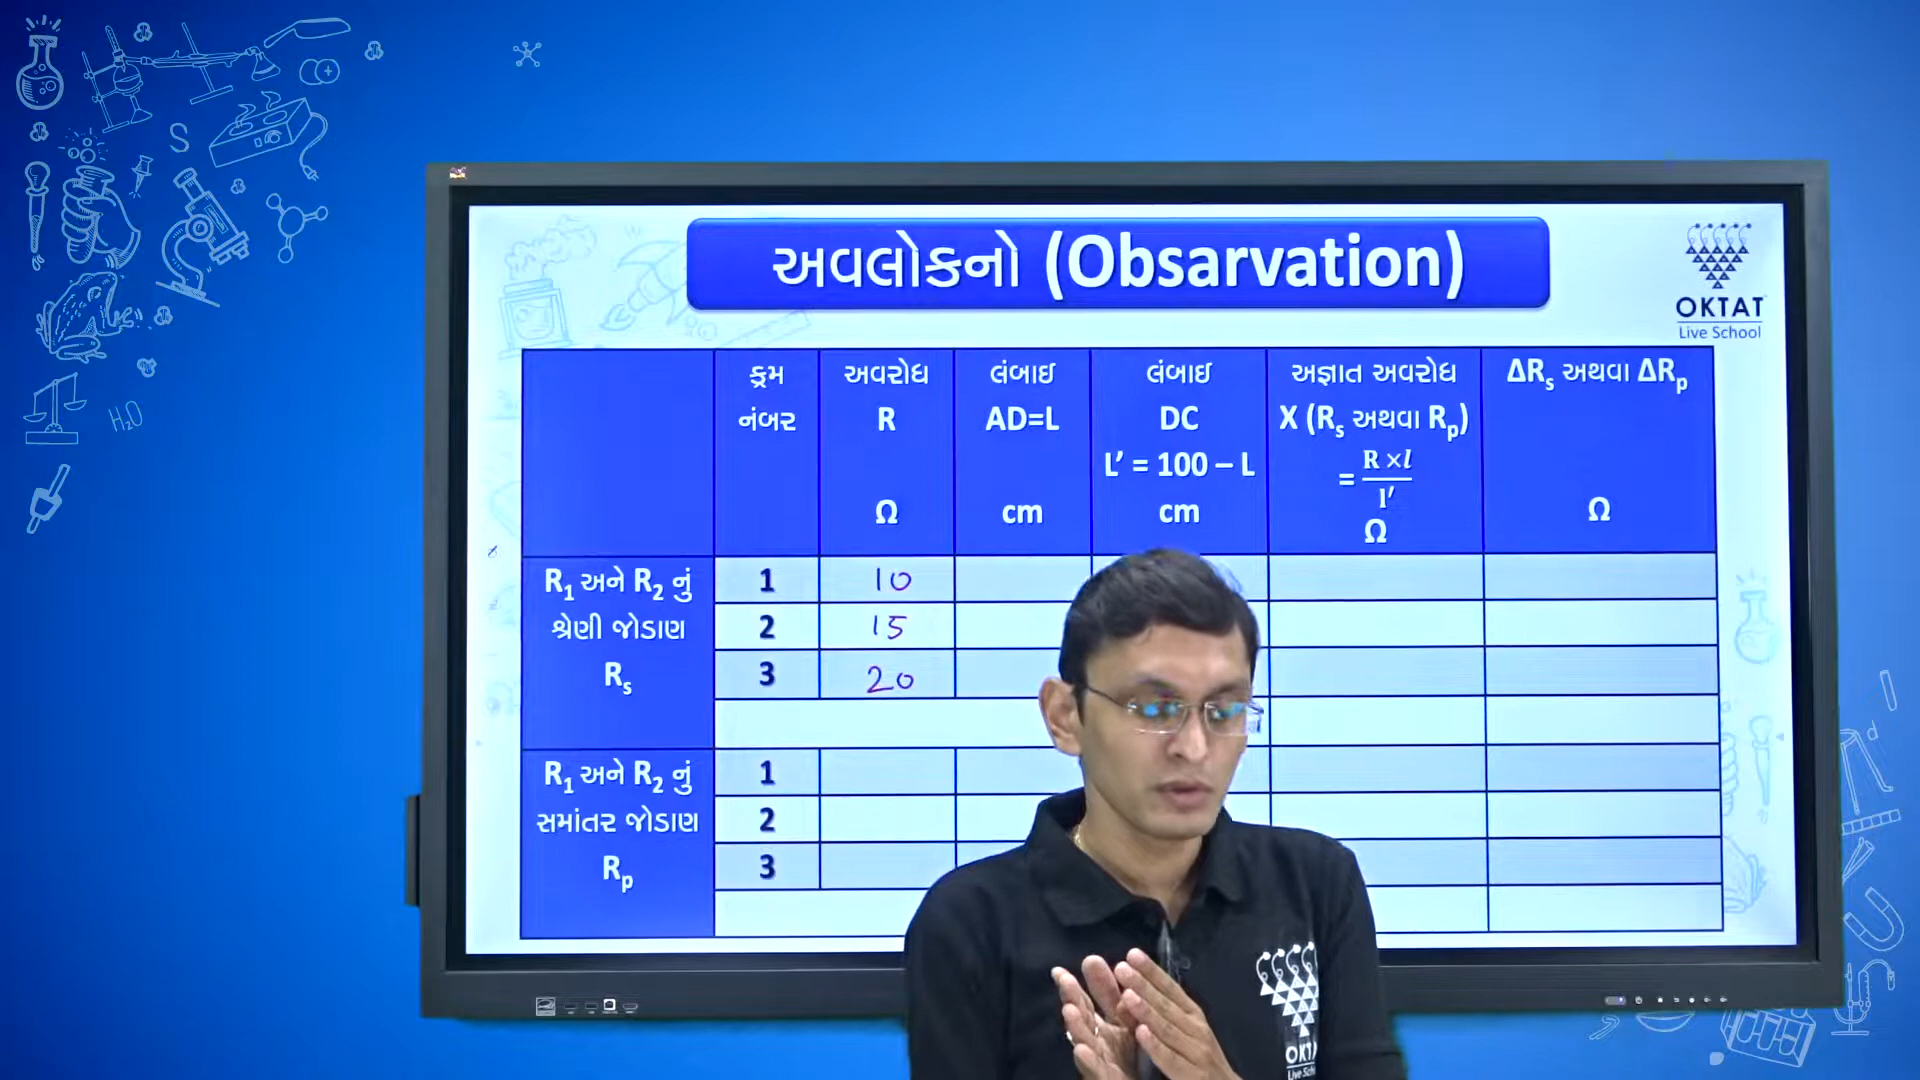 અવલોકનો (Obsarvation)
OKTAT
Live School
ક્રમ
નંબર
અવરોધ
R
Ω
લંબાઇ
AD=L
cm
લંબાઇ
DC
L’ = 100 – L
cm
અજ્ઞાત અવરોધ
X (Rs અથવા Rp)
= R ×l
l′
Ω
ΔRs અથવા ΔRp
Ω
R1 અને R2 નું
શ્રેણી જોડાણ
Rs
1 10
2 15
3 20
R1 અને R2 નું
સમાંતર જોડાણ
Rp
1
2
3
S
H2O